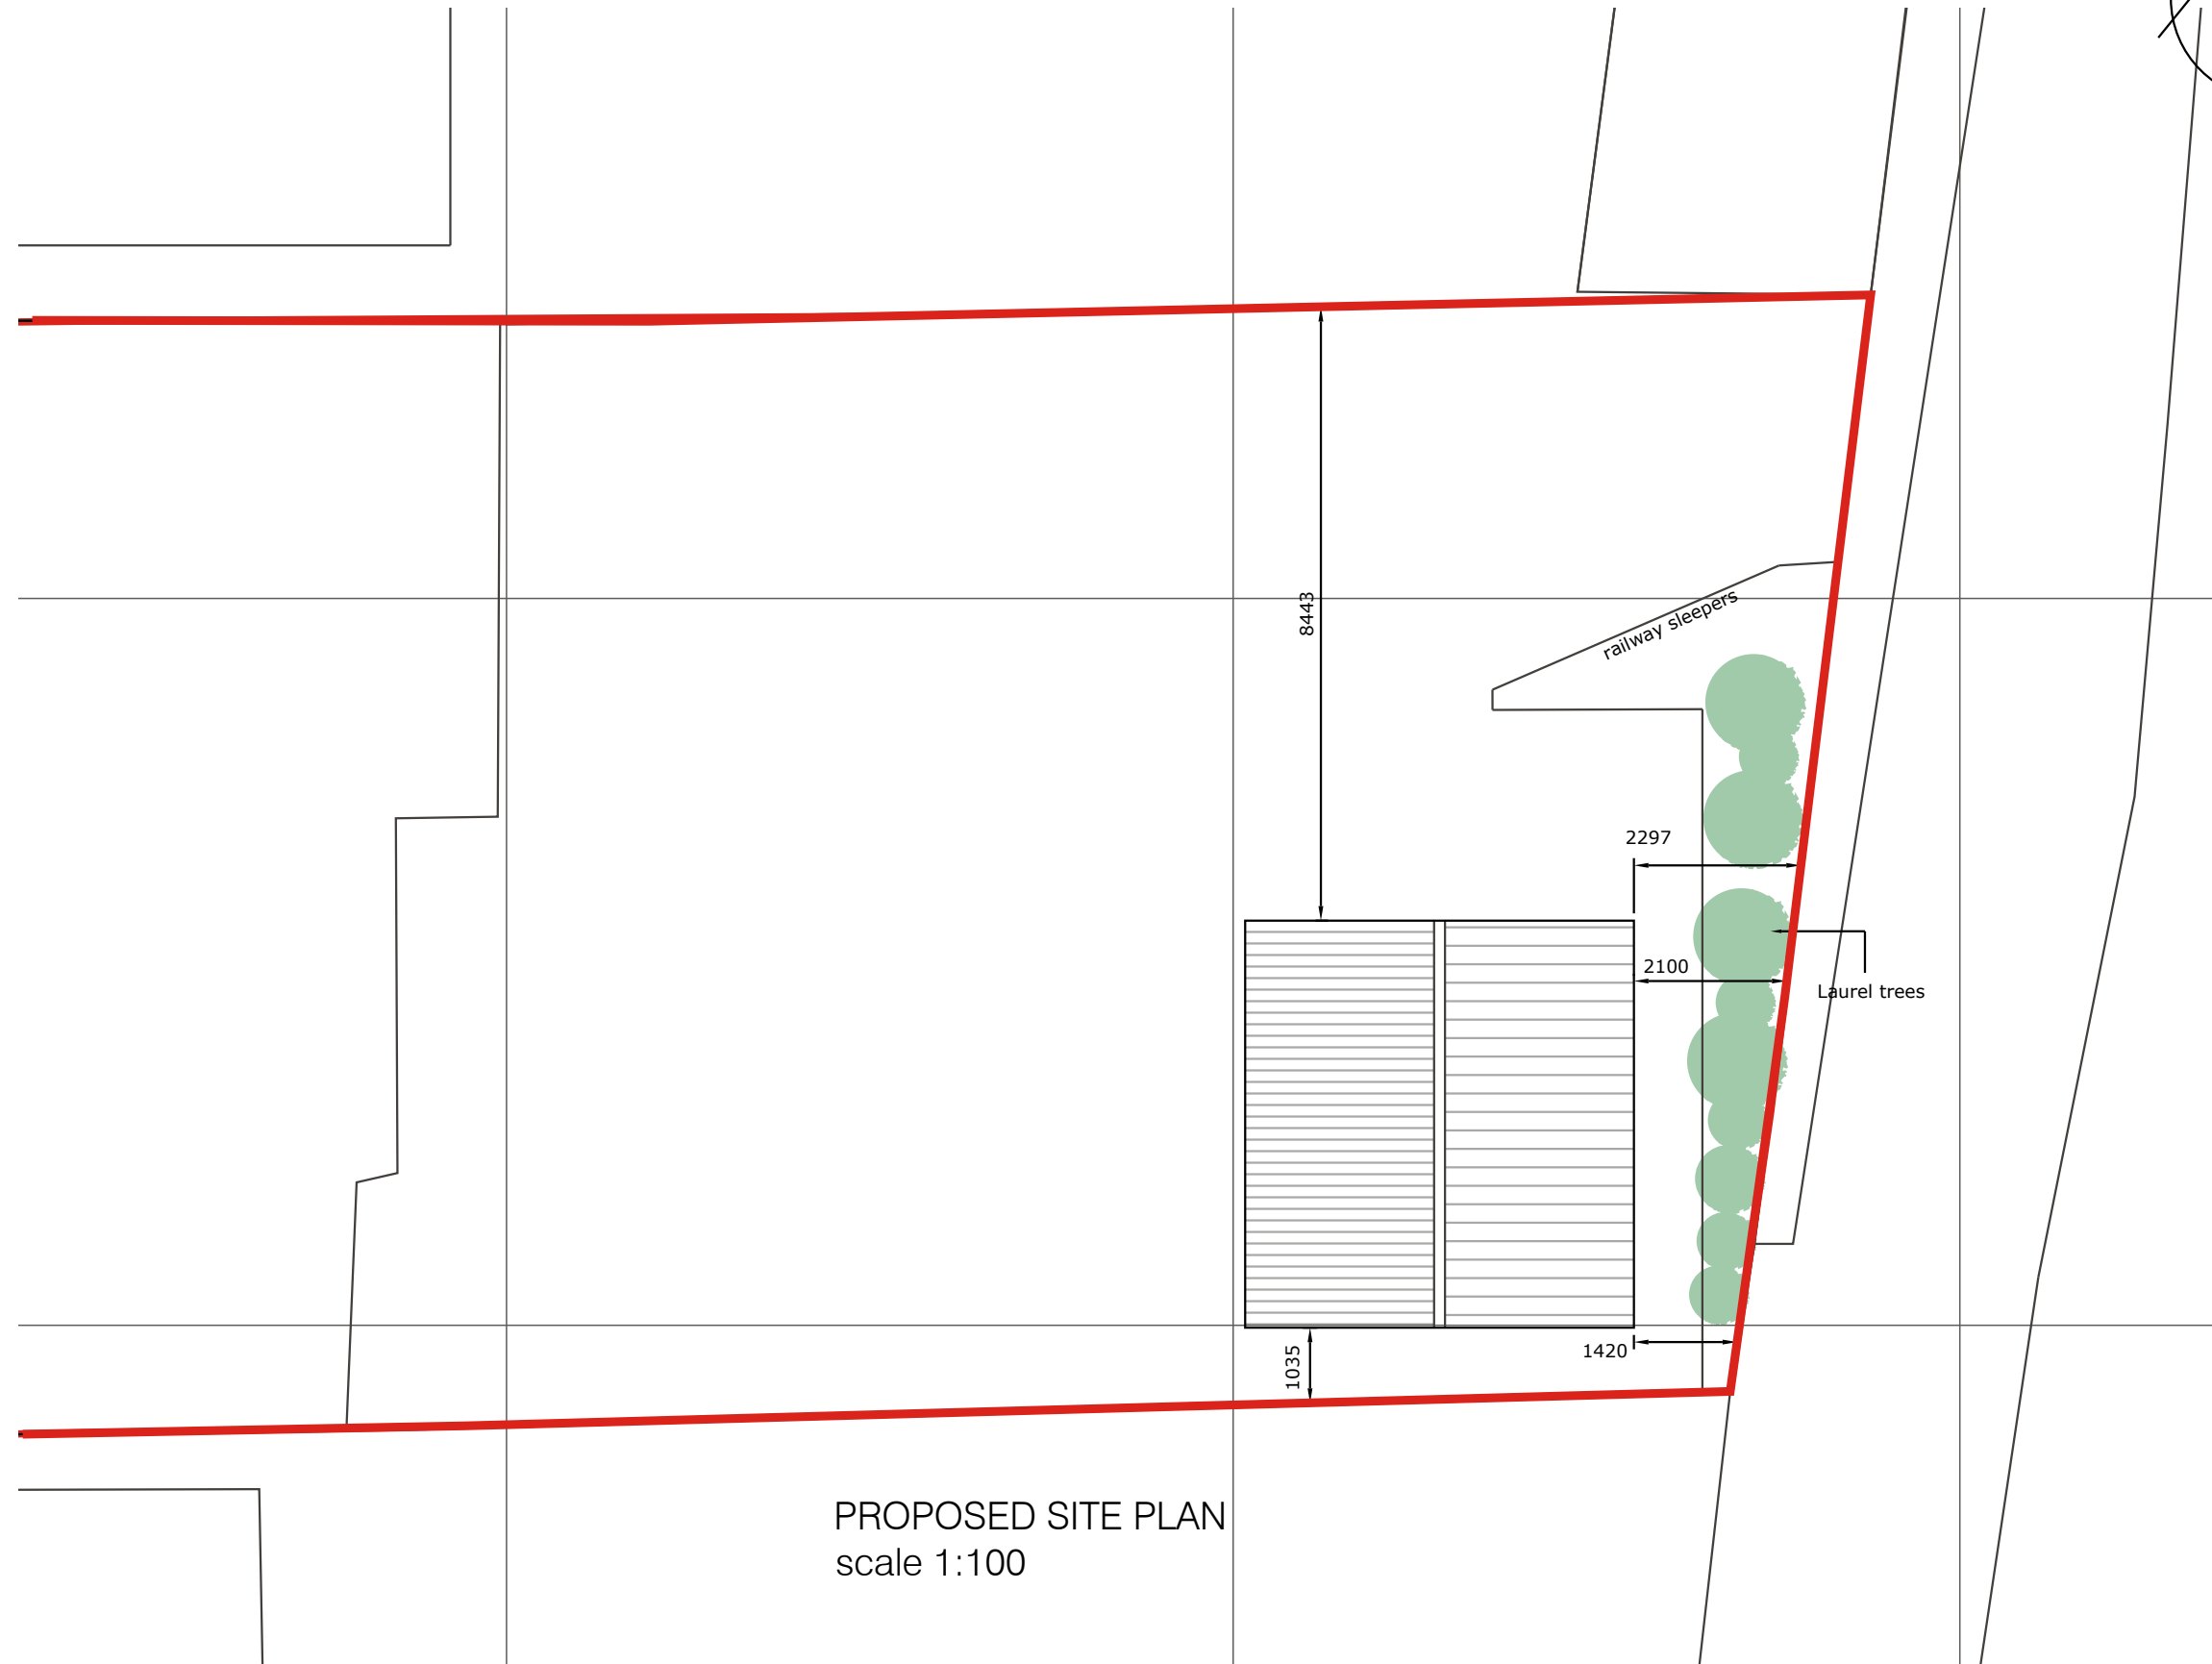 8443
railway sleepers
2297
2100
Laurel trees
1035
1420
PROPOSED SITE PLAN
scale 1:100